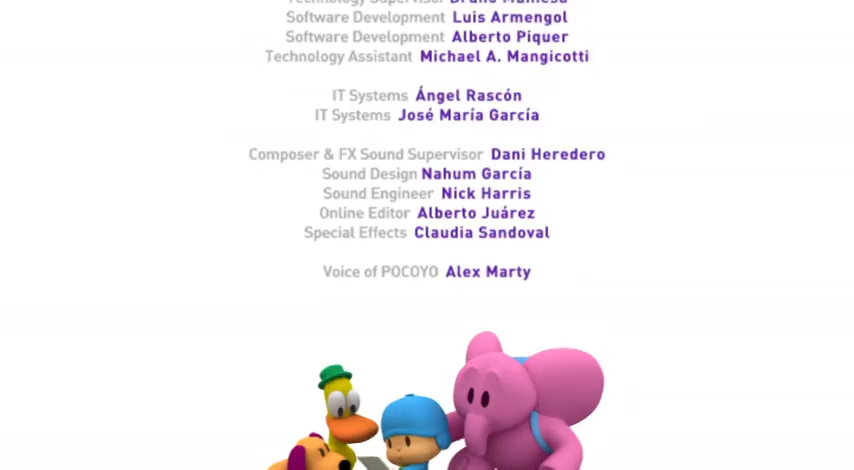 Technology Supervisor
Software Development Luis Armengol
Software Development Alberto Piquer
Technology Assistant Michael A. Mangicotti
IT Systems Ángel Rascón
IT Systems José María García
Composer & FX Sound Supervisor Dani Heredero
Sound Design Nahum García
Sound Engineer Nick Harris
Online Editor Alberto Juárez
Special Effects Claudia Sandoval
Voice of POCOYO Alex Marty